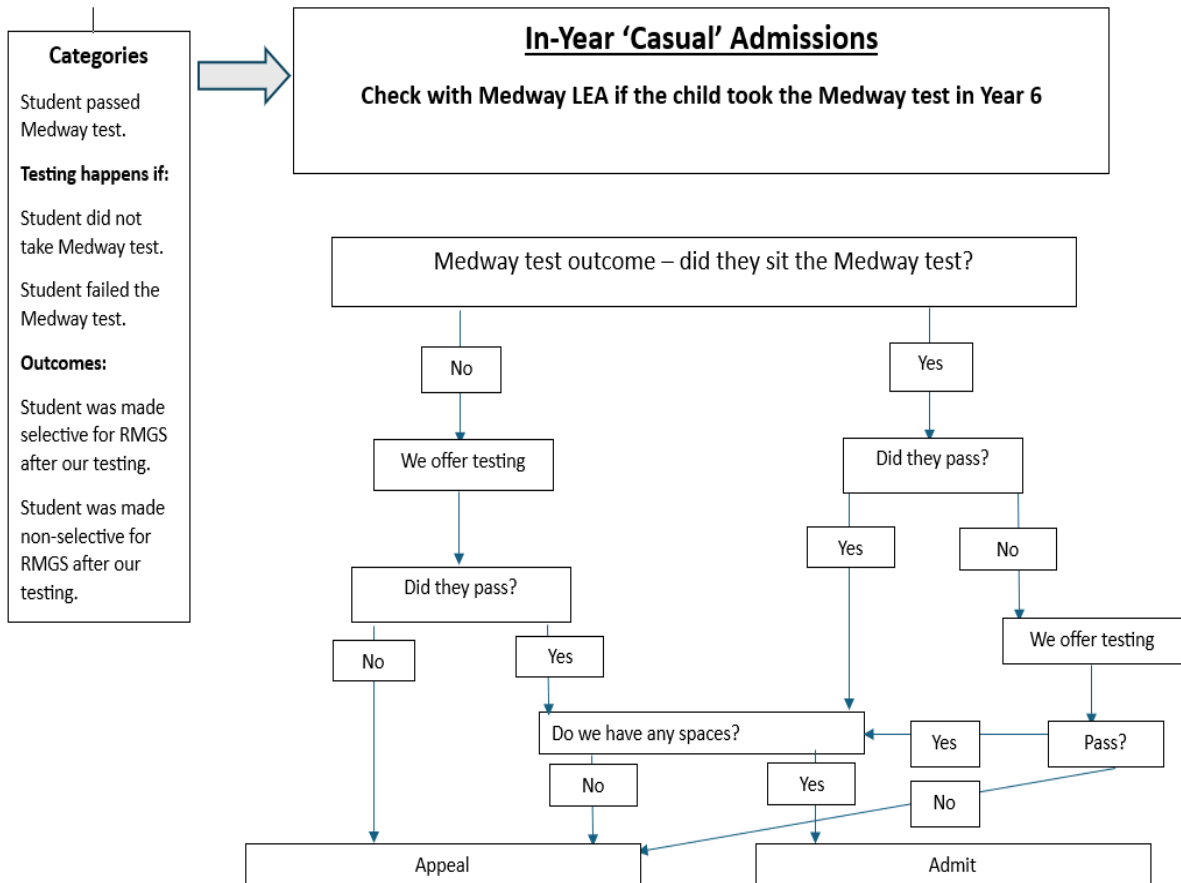 Categories
Student passed
Medway test.
Testing happens if:
Student did not
take Medway test.
Student failed the
Medway test.
Outcomes:
Student was made
selective for RMGS
after our testing.
Student was made
non-selective for
RMGS after our
testing.
In-Year ‘Casual’ Admissions
Check with Medway LEA if the child took the Medway test in Year 6
Medway test outcome – did they sit the Medway test?
No
Yes
We offer testing
Did they pass?
Yes
No
Did they pass?
We offer testing
No
Yes
Do we have any spaces?
Yes
Pass?
No
Yes
No
Appeal
Admit